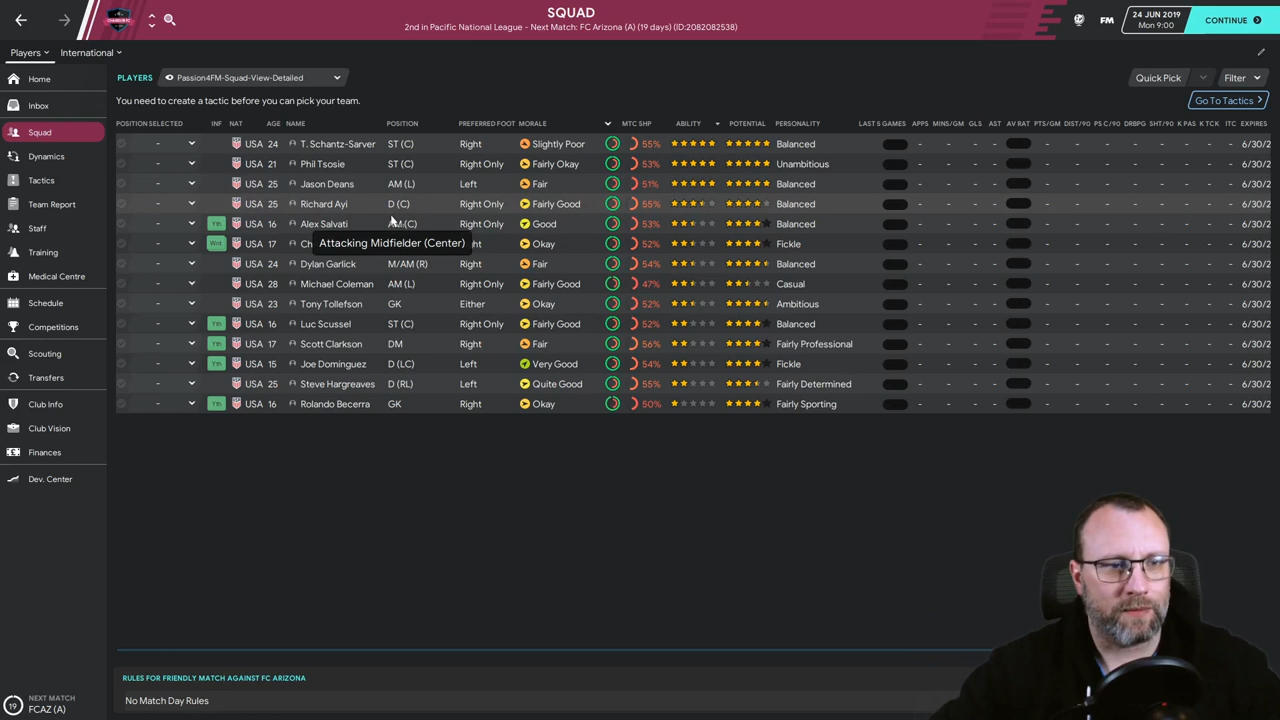 SQUAD
2nd in Pacific National League - Next Match: FC Arizona (A) (19 days) (ID:2082082538)
FM
24 JUN 2019
Mon 9:00
CONTINUE
Players
International
Home
Inbox
Squad
Dynamics
Tactics
Team Report
Staff
Training
Medical Centre
Schedule
Competitions
Scouting
Transfers
Club Info
Club Vision
Finances
Dev. Center
19
NEXT MATCH
FCAZ (A)
PLAYERS Passion4FM-Squad-View-Detailed
Quick Pick
Filter
You need to create a tactic before you can pick your team.
Go To Tactics
POSITION SELECTED INF NAT AGE NAME POSITION PREFERRED FOOT MORALE MTC SHP ABILITY POTENTIAL PERSONALITY LAST 5 GAMES APPS MINS/GM GLS AST AV RAT PTS/GM DIST/90 PS C/90 DRBPG SHT/90 K PAS K TCK ITC EXPIRES
- USA 24 T. Schantz-Sarver ST (C) Right Slightly Poor 55% Balanced - - - - - - - - - - - - - 6/30/2
- USA 21 Phil Tsosie ST (C) Right Only Fairly Okay 53% Unambitious - - - - - - - - - - - - - 6/30/2
- USA 25 Jason Deans AM (L) Left Fair 51% Balanced - - - - - - - - - - - - - 6/30/2
- USA 25 Richard Ayi D (C) Right Only Fairly Good 55% Balanced - - - - - - - - - - - - - 6/30/2
- Yth USA 16 Alex Salvati AM (C) Right Only Good 53% Balanced - - - - - - - - - - - - - 6/30/2
- Wnt USA 17 Ch Okay 52% Fickle - - - - - - - - - - - - - 6/30/2
Attacking Midfielder (Center)
- USA 24 Dylan Garlick M/AM (R) Right Fair 54% Balanced - - - - - - - - - - - - - 6/30/2
- USA 28 Michael Coleman AM (L) Right Only Fairly Good 47% Casual - - - - - - - - - - - - - 6/30/2
- USA 23 Tony Tollefson GK Either Okay 52% Ambitious - - - - - - - - - - - - - 6/30/2
- Yth USA 16 Luc Scussel ST (C) Right Only Fairly Good 52% Balanced - - - - - - - - - - - - - 6/30/2
- Yth USA 17 Scott Clarkson DM Right Fair 56% Fairly Professional - - - - - - - - - - - - - 6/30/2
- Yth USA 15 Joe Dominguez D (LC) Left Very Good 54% Fickle - - - - - - - - - - - - - 6/30/2
- USA 25 Steve Hargreaves D (RL) Left Quite Good 55% Fairly Determined - - - - - - - - - - - - - 6/30/2
- Yth USA 16 Rolando Becerra GK Right Okay 50% Fairly Sporting - - - - - - - - - - - - - 6/30/2
RULES FOR FRIENDLY MATCH AGAINST FC ARIZONA
No Match Day Rules